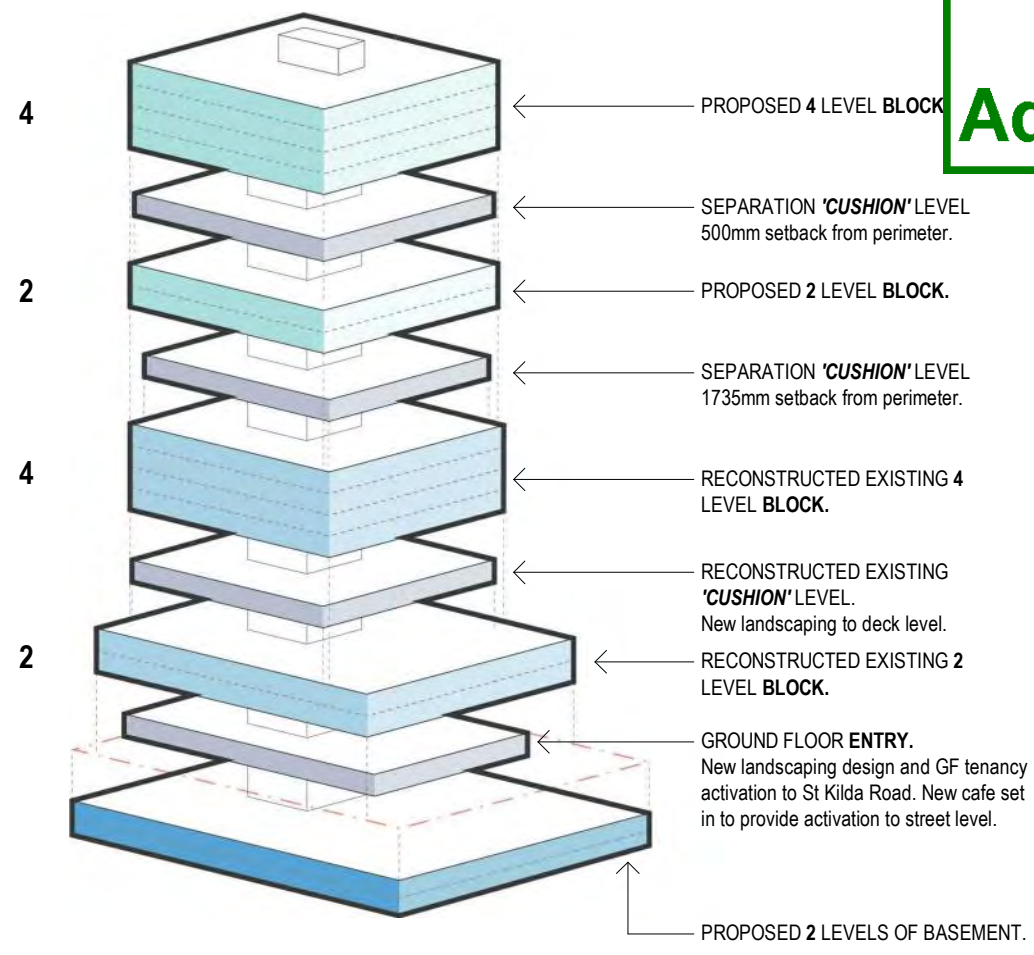 4
PROPOSED 4 LEVEL BLOCK
SEPARATION 'CUSHION' LEVEL
500mm setback from perimeter.
2
PROPOSED 2 LEVEL BLOCK.
SEPARATION 'CUSHION' LEVEL
1735mm setback from perimeter.
4
RECONSTRUCTED EXISTING 4
LEVEL BLOCK.
RECONSTRUCTED EXISTING
'CUSHION' LEVEL.
New landscaping to deck level.
2
RECONSTRUCTED EXISTING 2
LEVEL BLOCK.
GROUND FLOOR ENTRY.
New landscaping design and GF tenancy
activation to St Kilda Road. New cafe set
in to provide activation to street level.
PROPOSED 2 LEVELS OF BASEMENT.